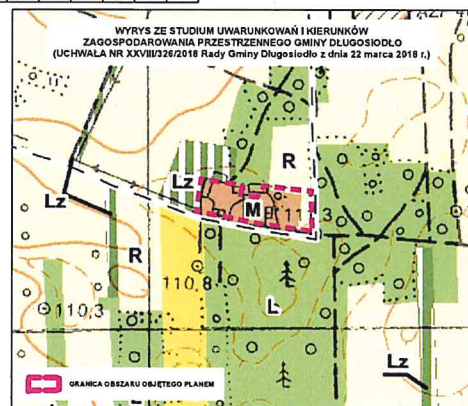 WYRYS ZE STUDIUM UWARUNKOWAŃ I KIERUNKÓW
ZAGOSPODAROWANIA PRZESTRZENNEGO GMINY DŁUGOSIODŁO
(UCHWAŁA NR XXVIII/326/2018 Rady Gminy Długosiodło z dnia 22 marca 2018 r.)
R
Lz
M
Lz
R
110,8
110,3
L
Lz
GRANICA OBSZARU OBJĘTEGO PLANEM